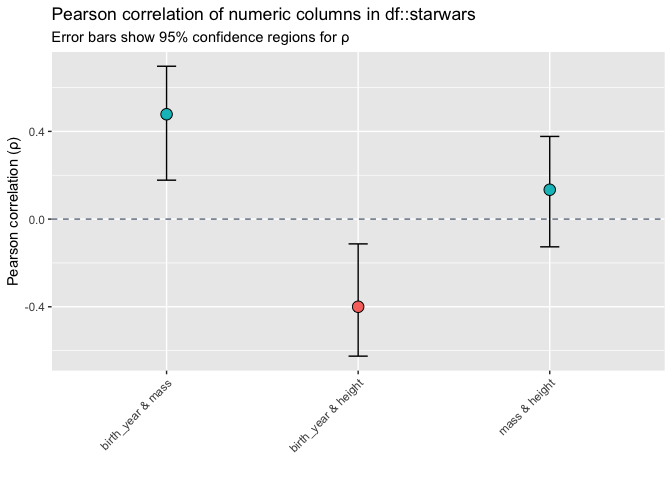 Pearson correlation of numeric columns in df::starwars
Error bars show 95% confidence regions for ρ
Pearson correlation (ρ)
0.4
0.0
-0.4
birth_year & mass
birth_year & height
mass & height